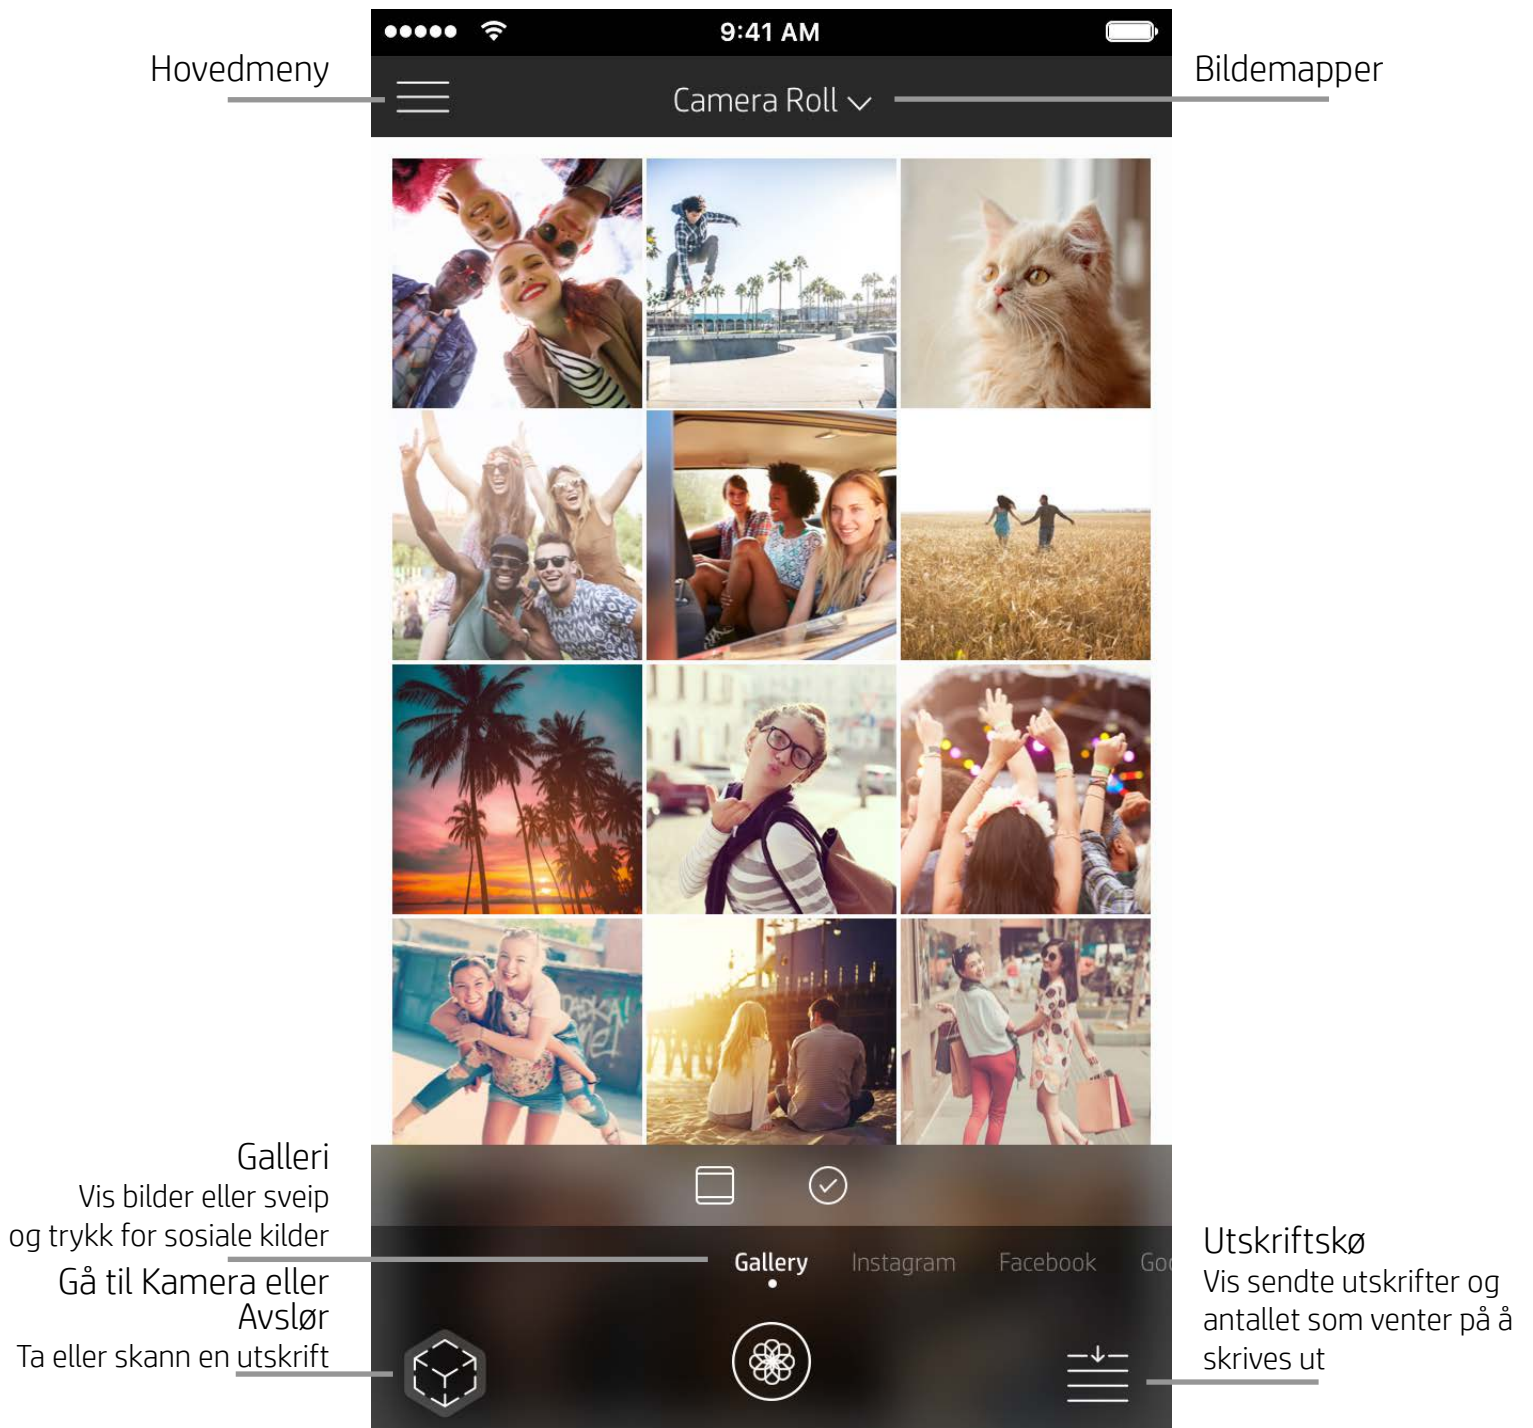 9:41 AM
Hovedmeny
Camera Roll
Bildemapper
Galleri
Vis bilder eller sveip
og trykk for sosiale kilder
Gallery Instagram Facebook Goo
Gå til Kamera eller
Avslør
Ta eller skann en utskrift
Utskriftskø
Vis sendte utskrifter og
antallet som venter på å
skrives ut